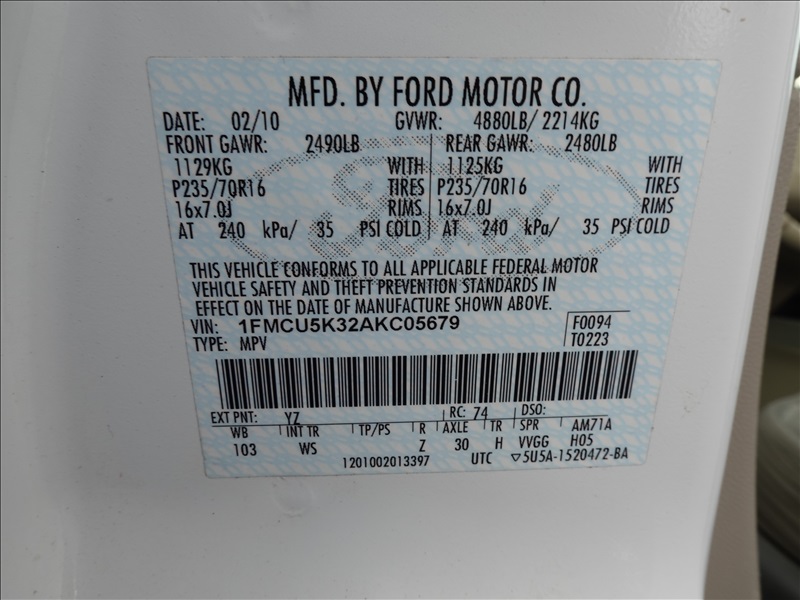 MFD. BY FORD MOTOR CO.
DATE: 02/10 GVWR: 4880LB/ 2214KG
FRONT GAWR: 2490LB REAR GAWR: 2480LB
1129KG WITH 1125KG WITH
P235/70R16 TIRES P235/70R16 TIRES
16x7.0J RIMS 16x7.0J RIMS
AT 240 kPa/ 35 PSI COLD AT 240 kPa/ 35 PSI COLD
Ford
THIS VEHICLE CONFORMS TO ALL APPLICABLE FEDERAL MOTOR
VEHICLE SAFETY AND THEFT PREVENTION STANDARDS IN
EFFECT ON THE DATE OF MANUFACTURE SHOWN ABOVE.
VIN: 1FMCU5K32AKC05679 F0094
TYPE: MPV T0223
EXT PNT: YZ RC: 74 DSO:
WB INT TR TP/PS R AXLE TR SPR AM71A
103 WS Z 30 H VVGG H05
1201002013397 UTC ▽5U5A-1520472-BA